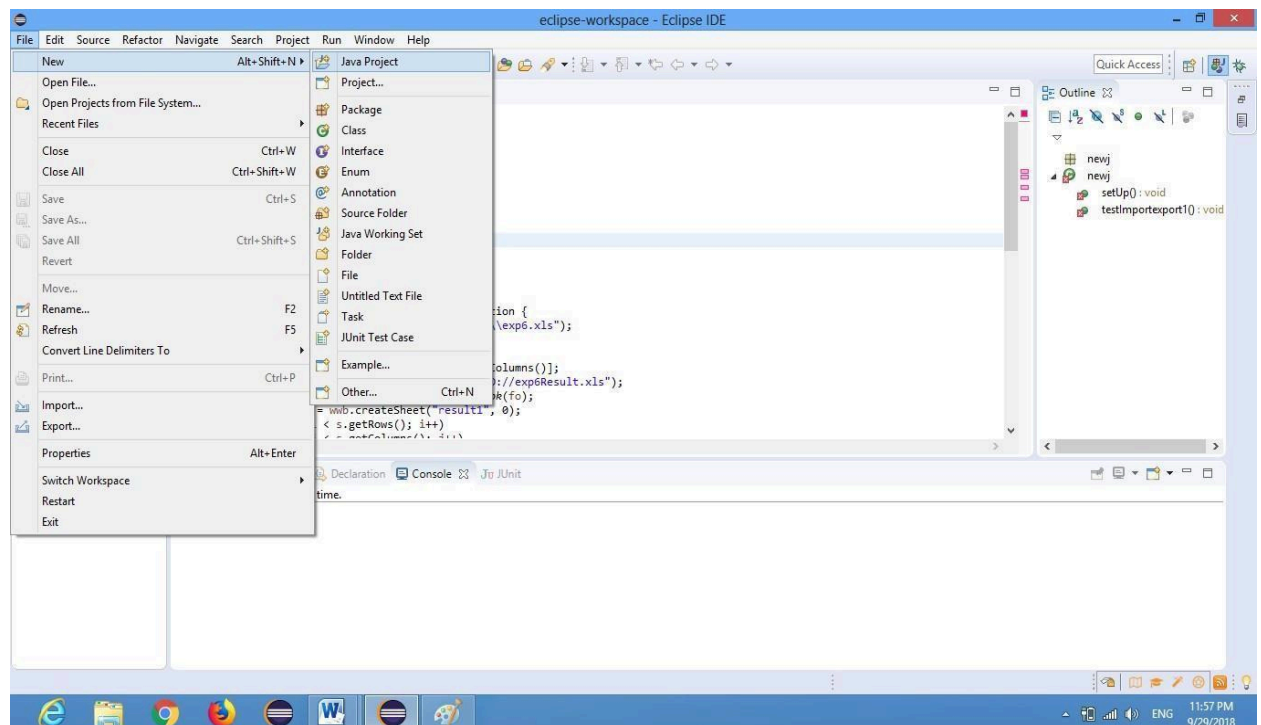 eclipse-workspace - Eclipse IDE
File Edit Source Refactor Navigate Search Project Run Window Help
New Alt+Shift+N
Open File...
Open Projects from File System...
Recent Files
Close Ctrl+W
Close All Ctrl+Shift+W
Save Ctrl+S
Save As...
Save All Ctrl+Shift+S
Revert
Move...
Rename... F2
Refresh F5
Convert Line Delimiters To
Print... Ctrl+P
Import...
Export...
Properties Alt+Enter
Switch Workspace
Restart
Exit
Java Project
Project...
Package
Class
Interface
Enum
Annotation
Source Folder
Java Working Set
Folder
File
Untitled Text File
Task
JUnit Test Case
Example...
Other... Ctrl+N
Quick Access
Outline
newj
newj
setUp() : void
testImportexport1() : void
tion {
\exp6.xls");
olumns()];
://exp6Result.xls");
(fo);
= wwb.createSheet("result1", 0);
< s.getRows(); i++)
< s.getColumns(); j++)
Declaration Console JUnit
time.
ENG
11:57 PM
9/29/2018